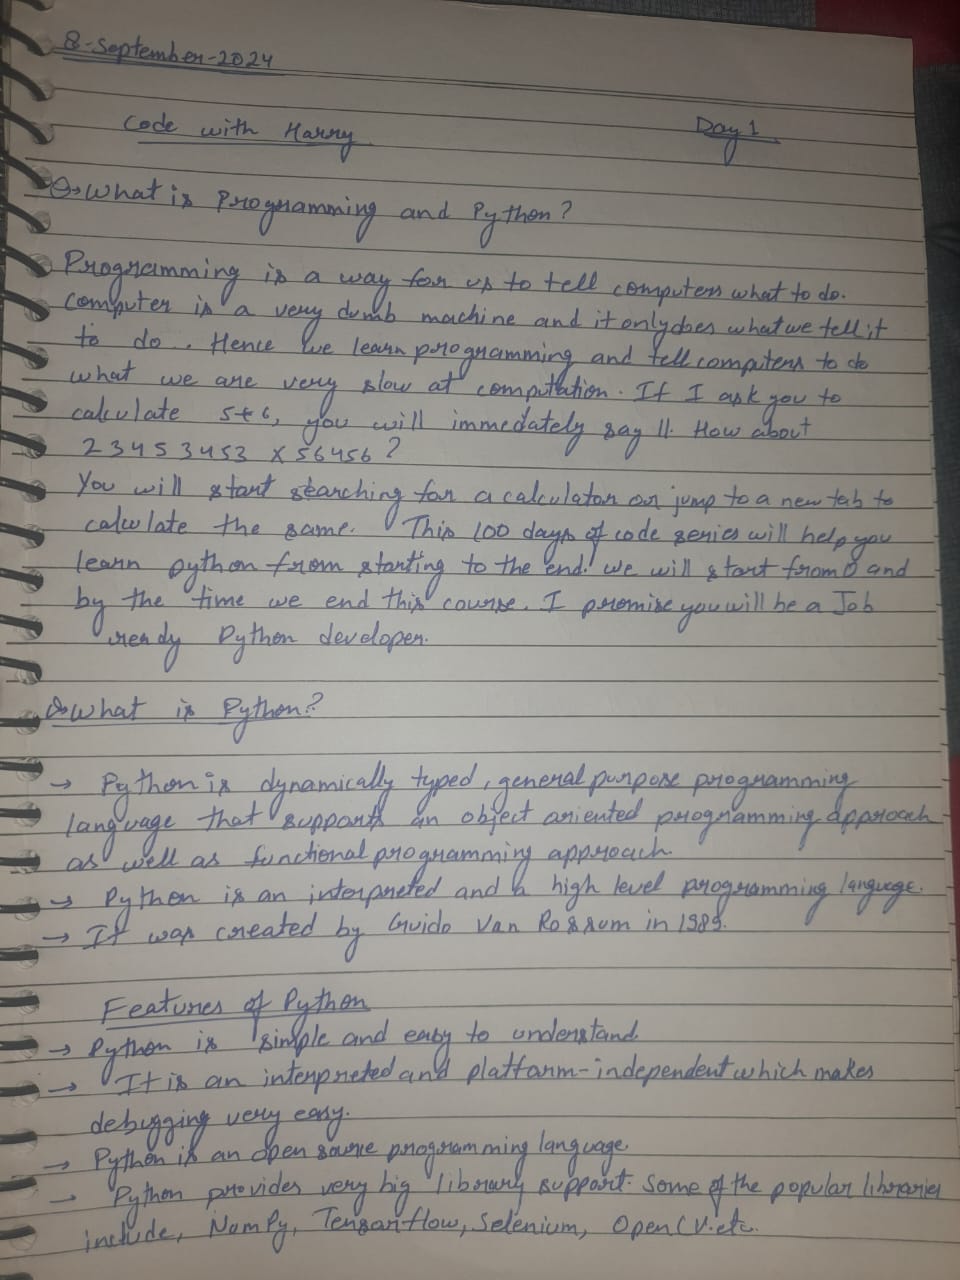 8-September-2024
Code with Harry Day 1
Q→ What is Programming and Python?
Programming is a way for us to tell computers what to do.
Computer is a very dumb machine and it only does what we tell it
to do. Hence we learn programming and tell computers to do
what we are very slow at computation. If I ask you to
calculate 5+6, you will immedately say 11. How about
23453453 x 56456?
You will start searching for a calculator or jump to a new tab to
calculate the same. This 100 days of code series will help you
learn python from starting to the end. we will start from 0 and
by the time we end this course. I promise you will be a Job
ready Python developer.
Q→ What is Python?
→ Python is dynamically typed, general purpose programming
language that supports an object oriented programming approach
as well as functional programming approach.
→ Python is an interpreted and a high level programming language.
→ It was created by Guido Van Rossum in 1989.
Features of Python
→ Python is simple and easy to understand
→ It is an interpreted and platform-independent which makes
debugging very easy.
→ Python is an open source programming language.
→ Python provides very big library support. Some of the popular libraries
include, NumPy, Tensorflow, Selenium, OpenCV. etc.